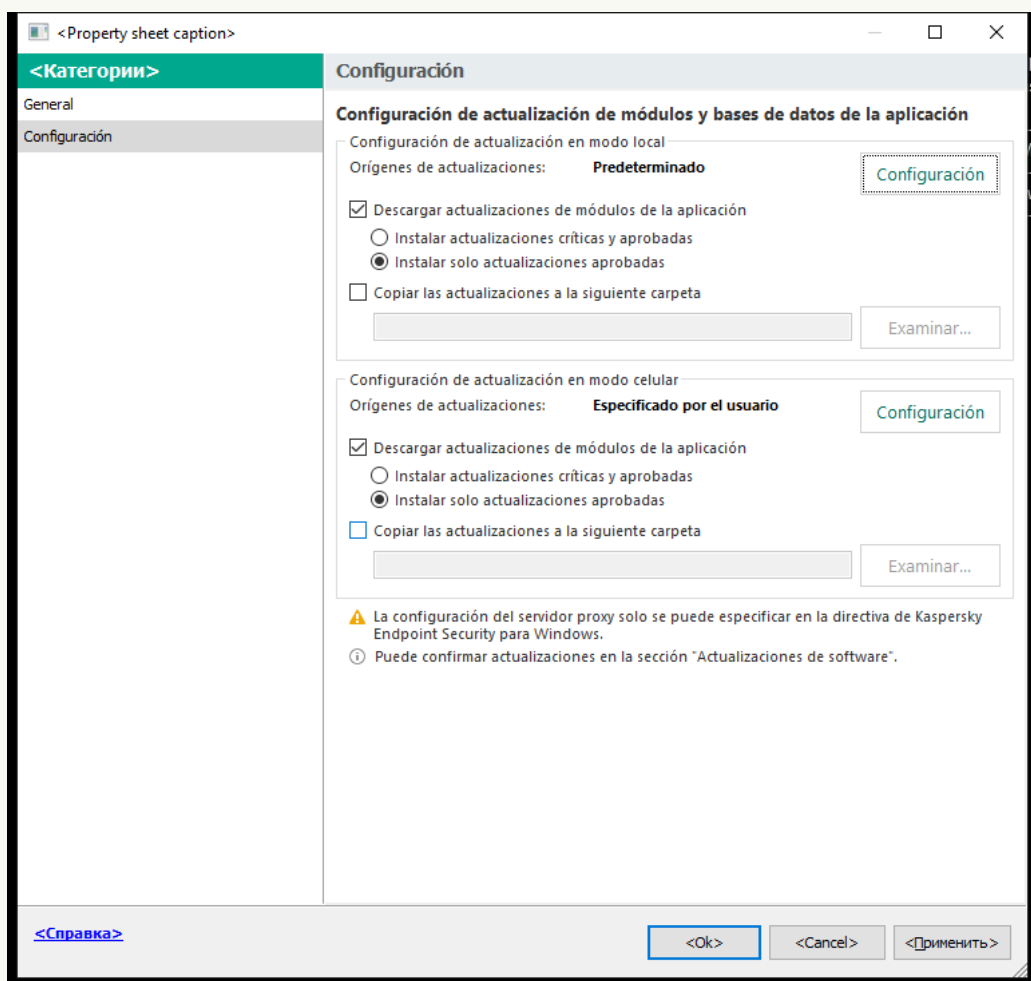 <Property sheet caption>
<Категории>
General
Configuración
Configuración
Configuración de actualización de módulos y bases de datos de la aplicación
Configuración de actualización en modo local
Orígenes de actualizaciones: Predeterminado
Configuración
Descargar actualizaciones de módulos de la aplicación
Instalar actualizaciones críticas y aprobadas
Instalar solo actualizaciones aprobadas
Copiar las actualizaciones a la siguiente carpeta
Examinar...
Configuración de actualización en modo celular
Orígenes de actualizaciones: Especificado por el usuario
Configuración
Descargar actualizaciones de módulos de la aplicación
Instalar actualizaciones críticas y aprobadas
Instalar solo actualizaciones aprobadas
Copiar las actualizaciones a la siguiente carpeta
Examinar...
La configuración del servidor proxy solo se puede especificar en la directiva de Kaspersky
Endpoint Security para Windows.
Puede confirmar actualizaciones en la sección "Actualizaciones de software".
<Справка>
<Ok>
<Cancel>
<Применить>